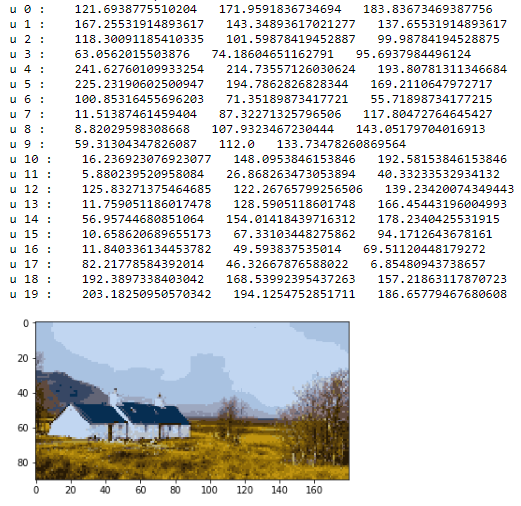 u 0 : 121.6938775510204 171.9591836734694 183.83673469387756
u 1 : 167.25531914893617 143.34893617021277 137.65531914893617
u 2 : 118.30091185410335 101.59878419452887 99.98784194528875
u 3 : 63.0562015503876 74.18604651162791 95.6937984496124
u 4 : 241.62760109933254 214.73557126030624 193.80781311346684
u 5 : 225.23190602500947 194.7862826828344 169.2110647972717
u 6 : 100.85316455696203 71.35189873417721 55.71898734177215
u 7 : 11.51387461459404 87.32271325796506 117.80472764645427
u 8 : 8.82029598308668 107.9323467230444 143.05179704016913
u 9 : 59.31304347826087 112.0 133.73478260869564
u 10 : 16.236923076923077 148.0953846153846 192.58153846153846
u 11 : 5.880239520958084 26.868263473053894 40.33233532934132
u 12 : 125.83271375464685 122.26765799256506 139.23420074349443
u 13 : 11.759051186017478 128.5905118601748 166.45443196004993
u 14 : 56.95744680851064 154.01418439716312 178.2340425531915
u 15 : 10.658620689655173 67.33103448275862 94.1712643678161
u 16 : 11.840336134453782 49.593837535014 69.51120448179272
u 17 : 82.21778584392014 46.32667876588022 6.85480943738657
u 18 : 192.3897338403042 168.53992395437263 157.21863117870723
u 19 : 203.18250950570342 194.1254752851711 186.65779467680608
0
20
40
60
80
0 20 40 60 80 100 120 140 160